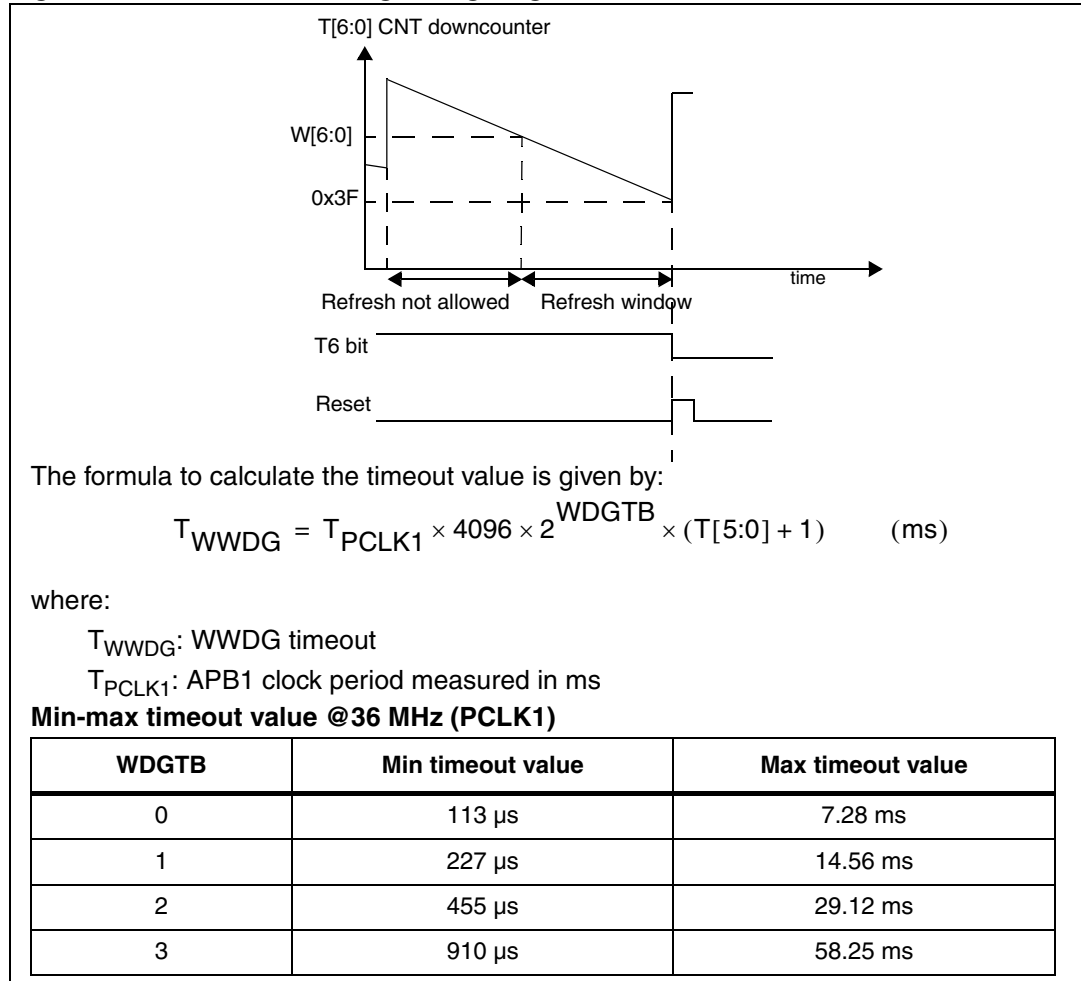 T[6:0] CNT downcounter
W[6:0]
0x3F
time
Refresh not allowed Refresh window
T6 bit
Reset
The formula to calculate the timeout value is given by:
T_WWDG = T_PCLK1 × 4096 × 2^WDGTB × (T[5:0] + 1) (ms)
where:
T_WWDG: WWDG timeout
T_PCLK1: APB1 clock period measured in ms
Min-max timeout value @36 MHz (PCLK1)
WDGTB Min timeout value Max timeout value
0 113 µs 7.28 ms
1 227 µs 14.56 ms
2 455 µs 29.12 ms
3 910 µs 58.25 ms